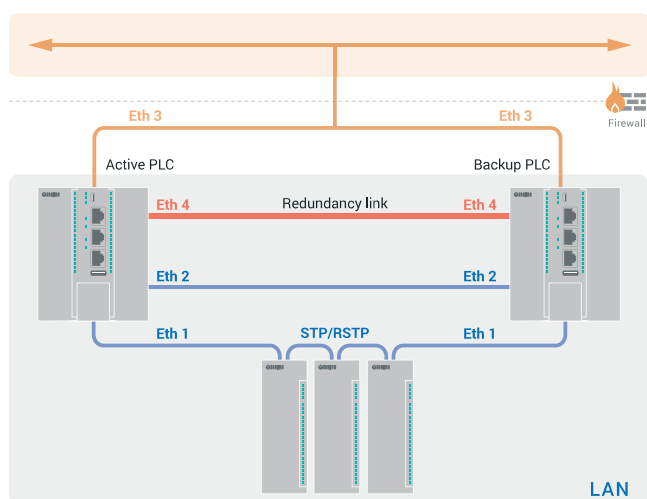 Eth 3
Eth 3
Firewall
Active PLC
Backup PLC
Eth 4
Redundancy link
Eth 4
Eth 2
Eth 2
Eth 1
STP/RSTP
Eth 1
LAN